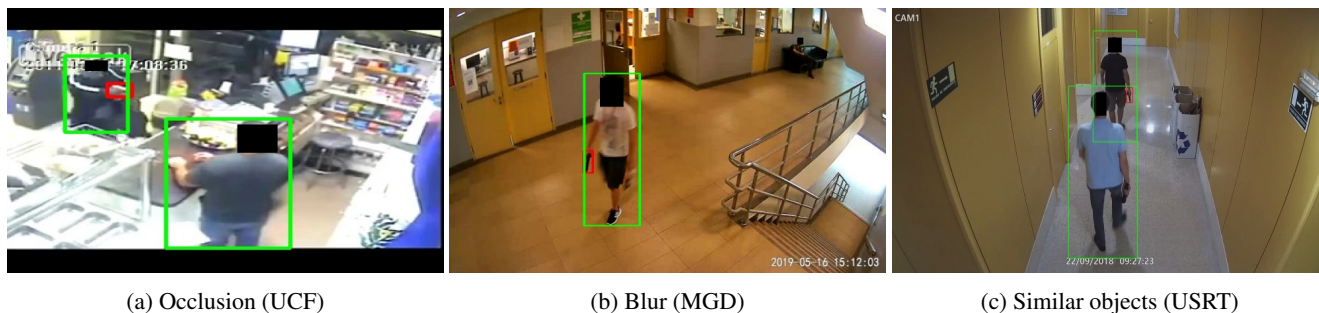 CAM1
2019-05-16 15:12:03
22/09/2018 09:27:23
(a) Occlusion (UCF)
(b) Blur (MGD)
(c) Similar objects (USRT)